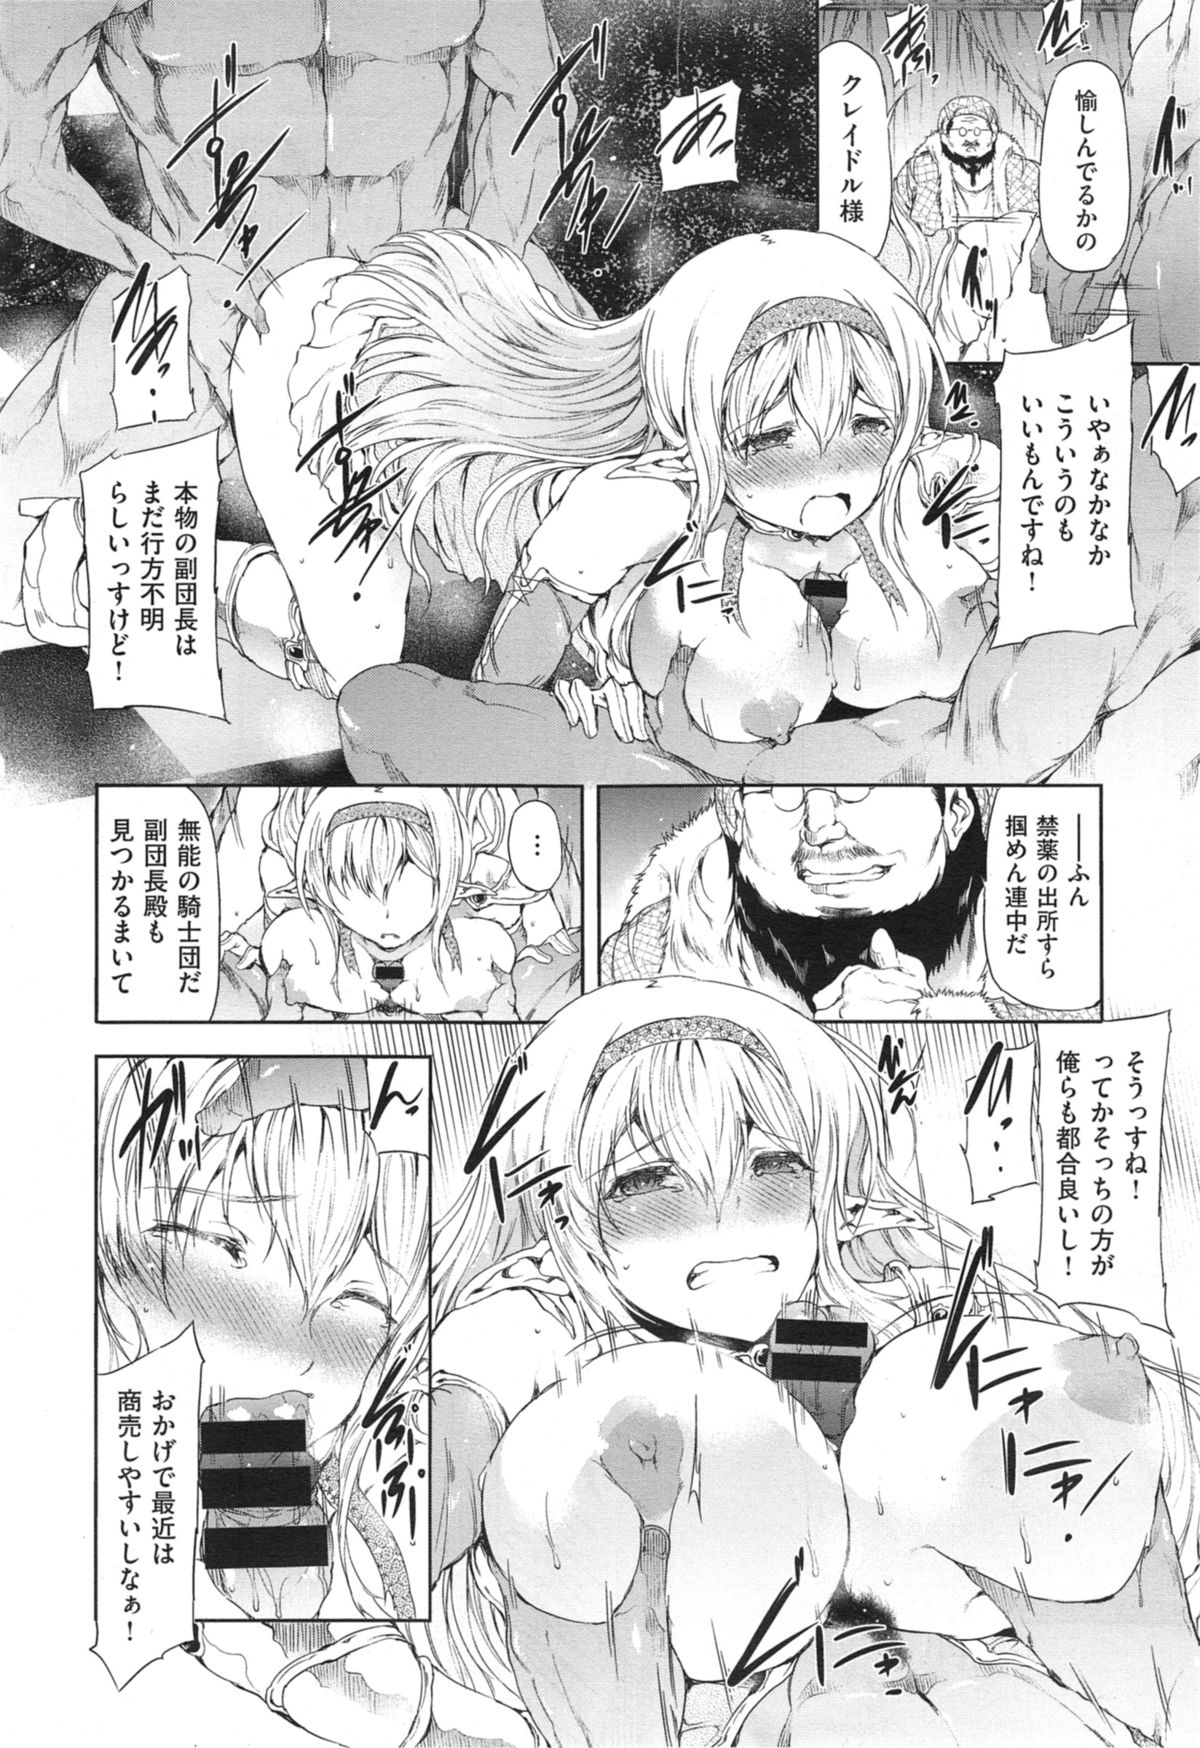 愉しんでるかの
クレイドル様
いやぁなかなか
こういうのも
いいもんですね！
本物の副団長は
まだ行方不明
らしいっすけど！
――ふん
禁薬の出所すら
掴めん連中だ
…
無能の騎士団だ
副団長殿も
見つかるまいて
そうっすね！
ってかそっちの方が
俺らも都合良いし！
おかげで最近は
商売しやすいしなぁ！